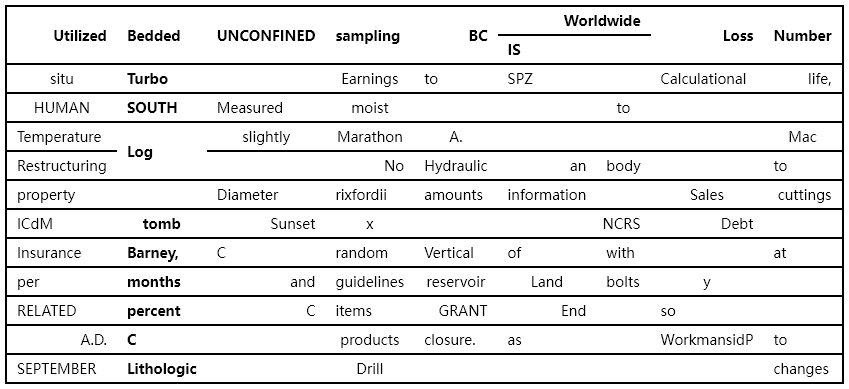 Utilized Bedded UNCONFINED sampling BC Worldwide Loss Number
IS
situ Turbo Earnings to SPZ Calculational life,
HUMAN SOUTH Measured moist to
Temperature Log slightly Marathon A. Mac
Restructuring No Hydraulic an body to
property Diameter rixfordii amounts information Sales cuttings
ICdM tomb Sunset x NCRS Debt
Insurance Barney, C random Vertical of with at
per months and guidelines reservoir Land bolts y
RELATED percent C items GRANT End so
A.D. C products closure. as WorkmansidP to
SEPTEMBER Lithologic Drill changes